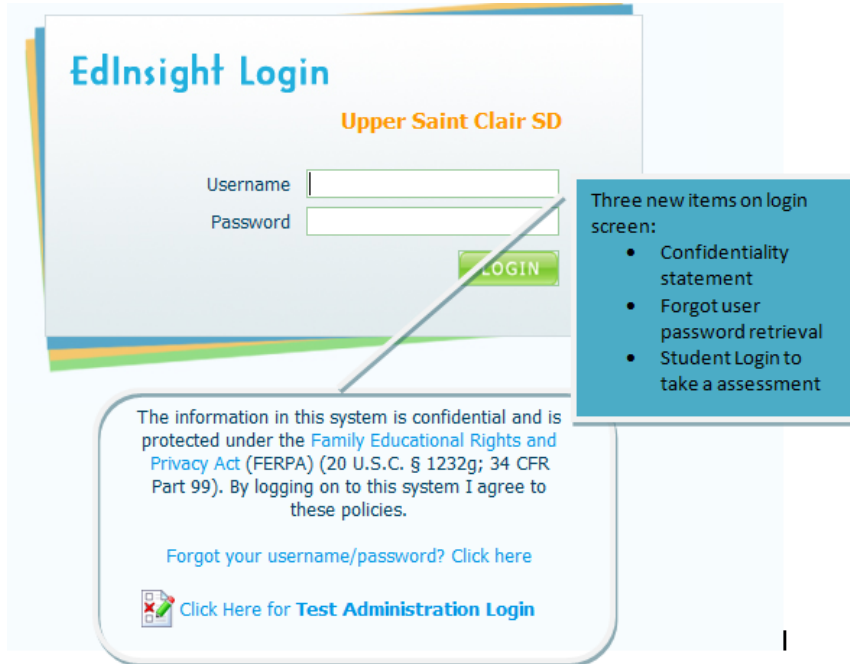 EdInsight Login
Upper Saint Clair SD
Username
Password
LOGIN
Three new items on login
screen:
• Confidentiality
statement
• Forgot user
password retrieval
• Student Login to
take a assessment
The information in this system is confidential and is
protected under the Family Educational Rights and
Privacy Act (FERPA) (20 U.S.C. § 1232g; 34 CFR
Part 99). By logging on to this system I agree to
these policies.
Forgot your username/password? Click here
Click Here for Test Administration Login